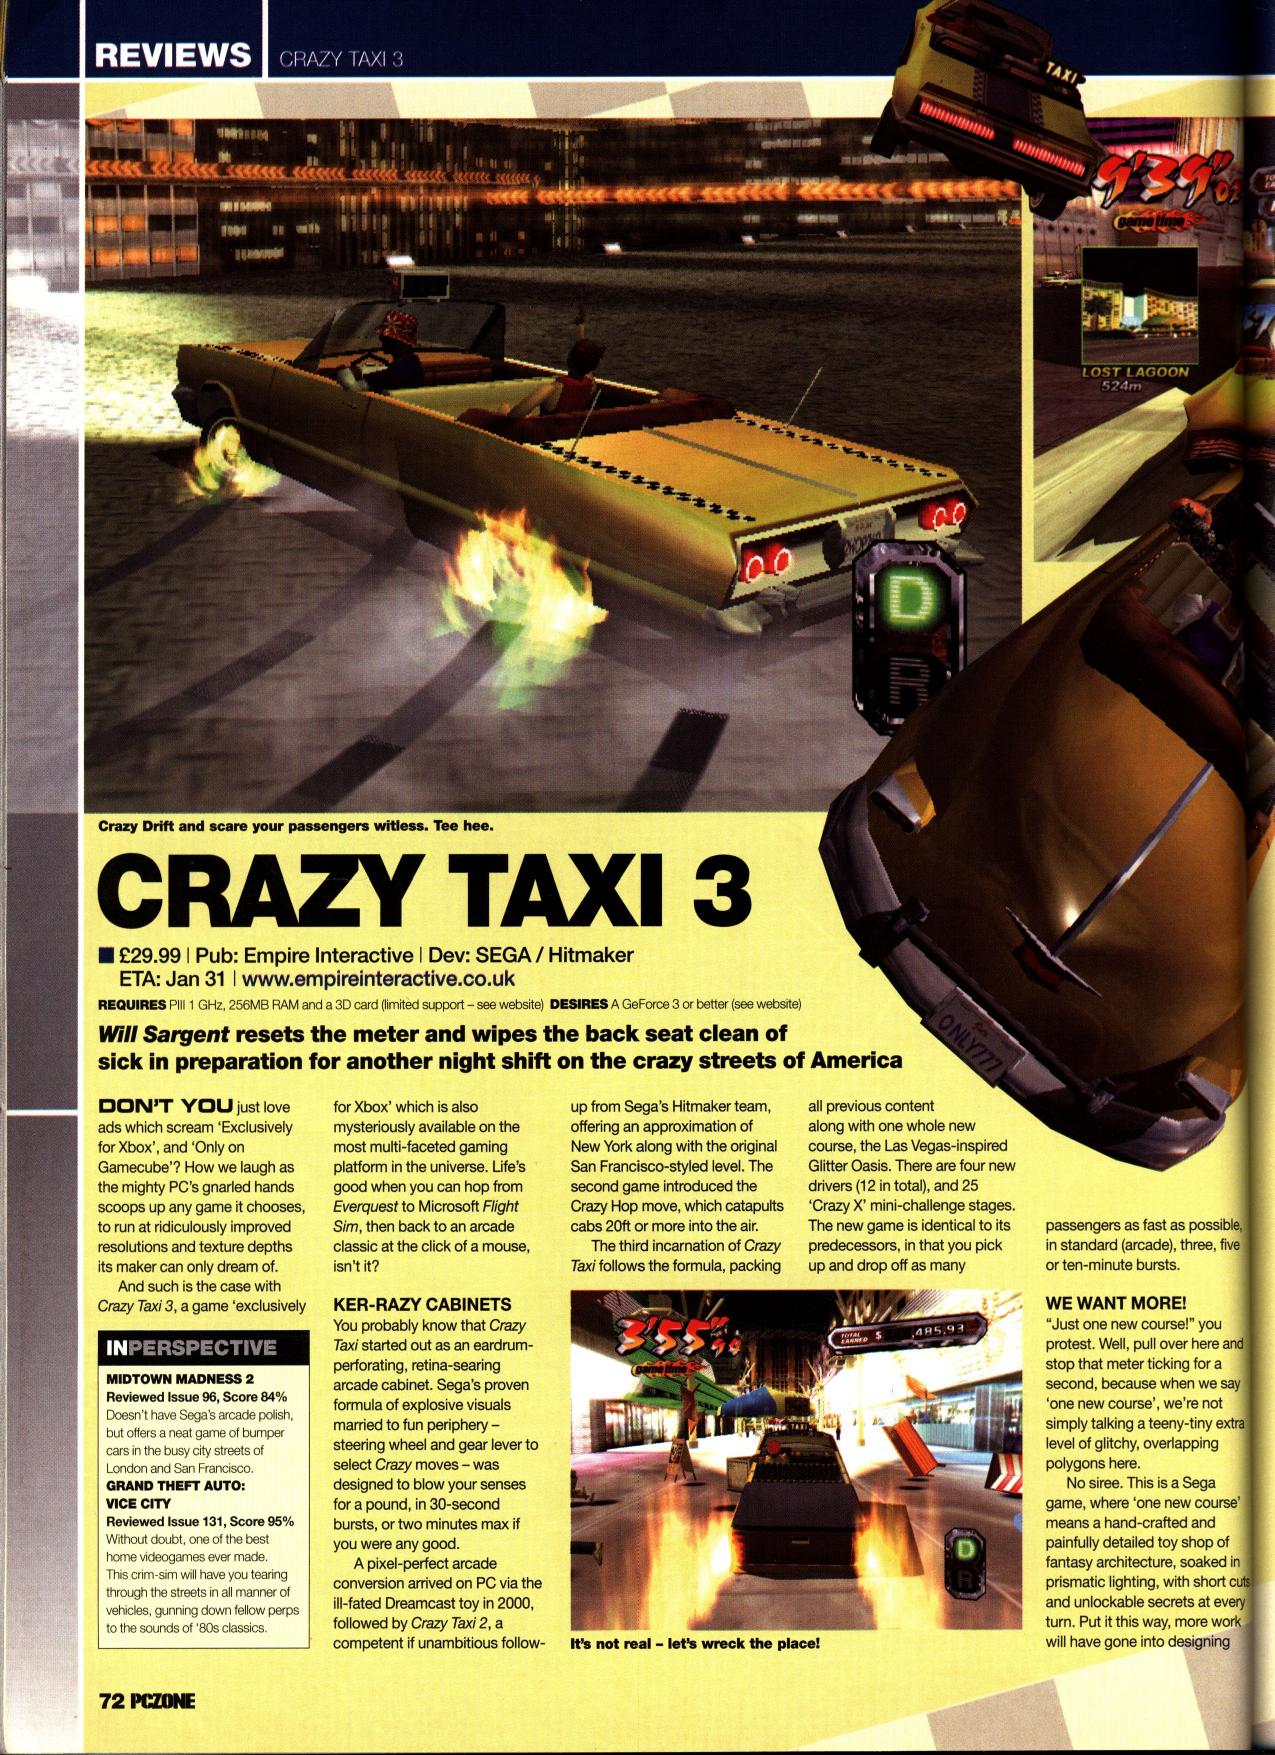 REVIEWS
CRAZY TAXI 3
TAXI
9'39"02
game time
LOST LAGOON
524m
D
R
Crazy Drift and scare your passengers witless. Tee hee.
CRAZY TAXI 3
£29.99 | Pub: Empire Interactive | Dev: SEGA / Hitmaker
ETA: Jan 31 | www.empireinteractive.co.uk
REQUIRES PIII 1 GHz, 256MB RAM and a 3D card (limited support – see website) DESIRES A GeForce 3 or better (see website)
Will Sargent resets the meter and wipes the back seat clean of
sick in preparation for another night shift on the crazy streets of America
ONLY777
DON'T YOU just love
ads which scream 'Exclusively
for Xbox', and 'Only on
Gamecube'? How we laugh as
the mighty PC's gnarled hands
scoops up any game it chooses,
to run at ridiculously improved
resolutions and texture depths
its maker can only dream of.
And such is the case with
Crazy Taxi 3, a game 'exclusively
for Xbox' which is also
mysteriously available on the
most multi-faceted gaming
platform in the universe. Life's
good when you can hop from
Everquest to Microsoft Flight
Sim, then back to an arcade
classic at the click of a mouse,
isn't it?
KER-RAZY CABINETS
You probably know that Crazy
Taxi started out as an eardrum-
perforating, retina-searing
arcade cabinet. Sega's proven
formula of explosive visuals
married to fun periphery –
steering wheel and gear lever to
select Crazy moves – was
designed to blow your senses
for a pound, in 30-second
bursts, or two minutes max if
you were any good.
A pixel-perfect arcade
conversion arrived on PC via the
ill-fated Dreamcast toy in 2000,
followed by Crazy Taxi 2, a
competent if unambitious follow-
up from Sega's Hitmaker team,
offering an approximation of
New York along with the original
San Francisco-styled level. The
second game introduced the
Crazy Hop move, which catapults
cabs 20ft or more into the air.
The third incarnation of Crazy
Taxi follows the formula, packing
all previous content
along with one whole new
course, the Las Vegas-inspired
Glitter Oasis. There are four new
drivers (12 in total), and 25
'Crazy X' mini-challenge stages.
The new game is identical to its
predecessors, in that you pick
up and drop off as many
passengers as fast as possible,
in standard (arcade), three, five
or ten-minute bursts.
WE WANT MORE!
"Just one new course!" you
protest. Well, pull over here and
stop that meter ticking for a
second, because when we say
'one new course', we're not
simply talking a teeny-tiny extra
level of glitchy, overlapping
polygons here.
No siree. This is a Sega
game, where 'one new course'
means a hand-crafted and
painfully detailed toy shop of
fantasy architecture, soaked in
prismatic lighting, with short cuts
and unlockable secrets at every
turn. Put it this way, more work
will have gone into designing
INPERSPECTIVE
MIDTOWN MADNESS 2
Reviewed Issue 96, Score 84%
Doesn't have Sega's arcade polish,
but offers a neat game of bumper
cars in the busy city streets of
London and San Francisco.
GRAND THEFT AUTO:
VICE CITY
Reviewed Issue 131, Score 95%
Without doubt, one of the best
home videogames ever made.
This crim-sim will have you tearing
through the streets in all manner of
vehicles, gunning down fellow perps
to the sounds of '80s classics.
3'55"94
game time
TOTAL EARNED $ ,485.93
TAXI
D
R
It's not real – let's wreck the place!
72 PCZONE